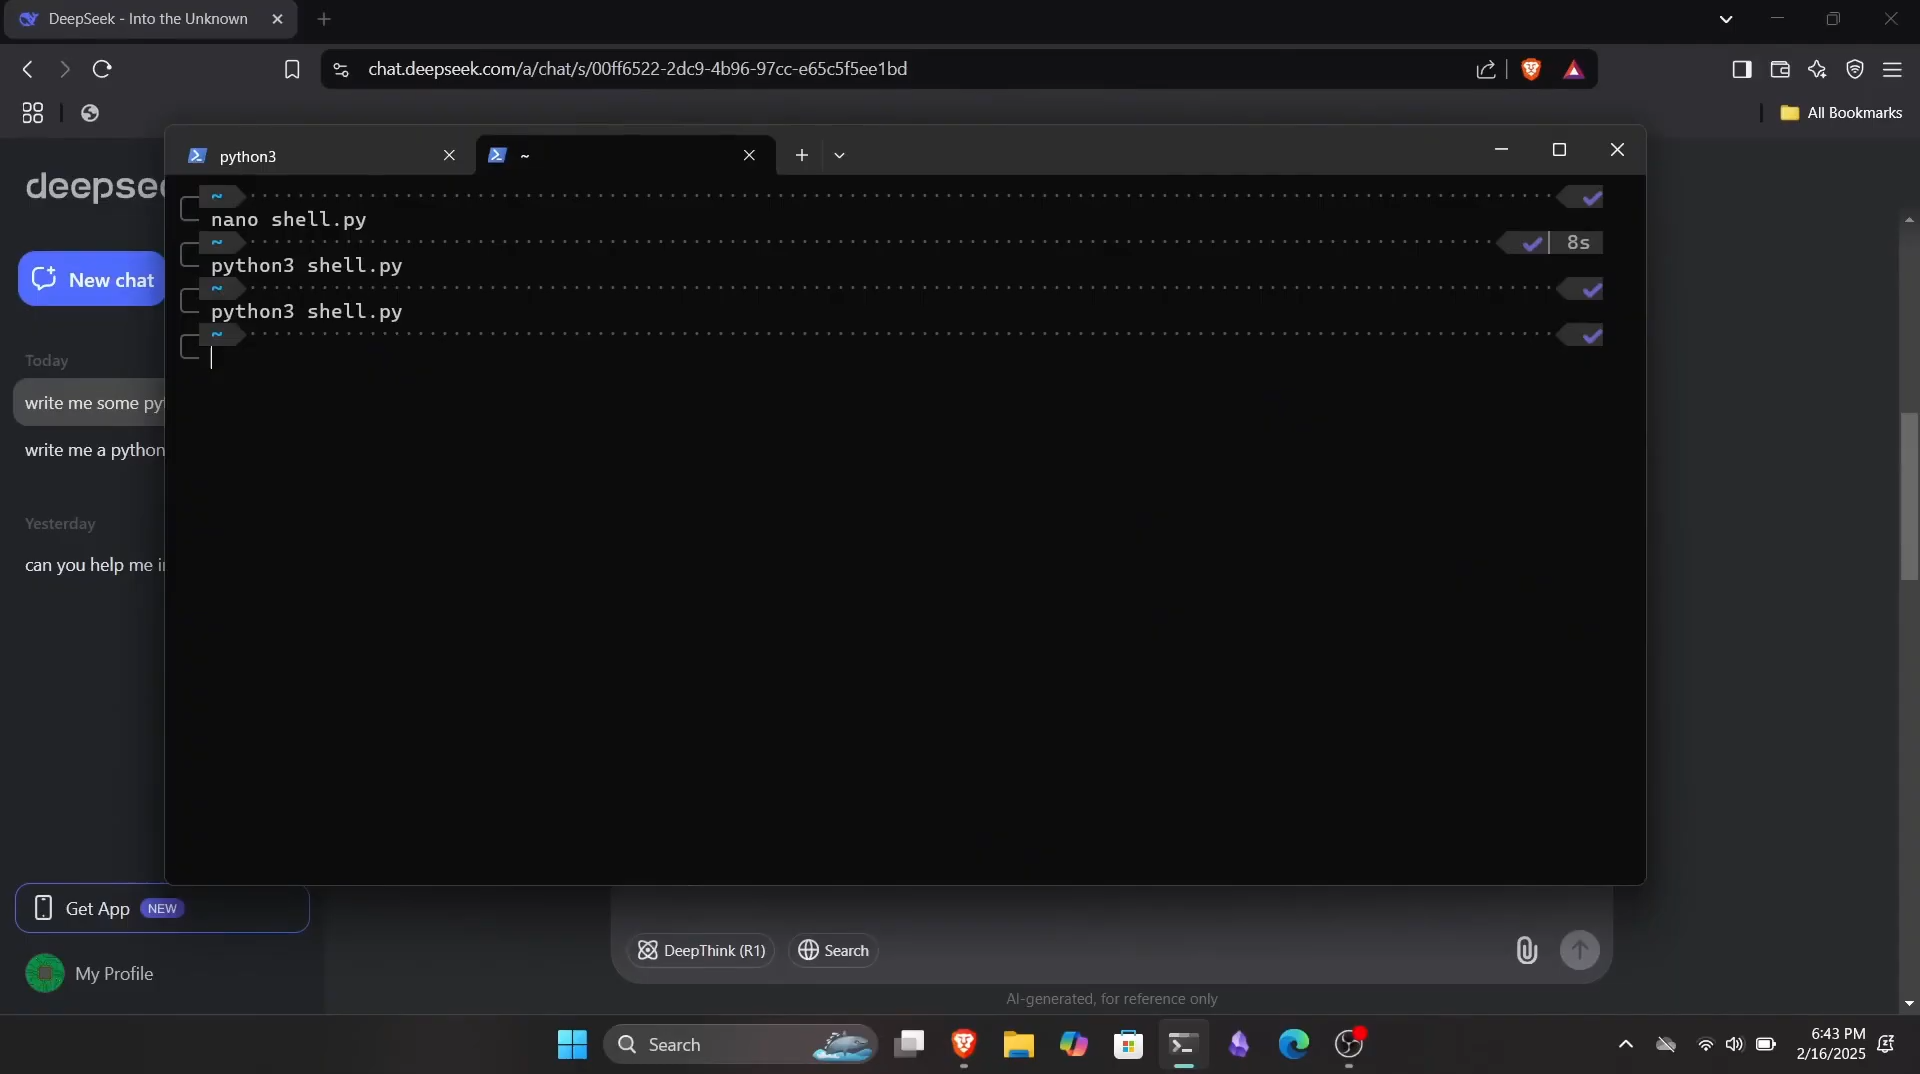 DeepSeek - Into the Unknown
chat.deepseek.com/a/chat/s/00ff6522-2dc9-4b96-97cc-e65c5f5ee1bd
All Bookmarks
python3
~
~
nano shell.py
~
8s
python3 shell.py
~
python3 shell.py
~
New chat
Today
write me some py
write me a python
Yesterday
can you help me
Get App NEW
My Profile
DeepThink (R1)
Search
AI-generated, for reference only
Search
6:43 PM
2/16/2025